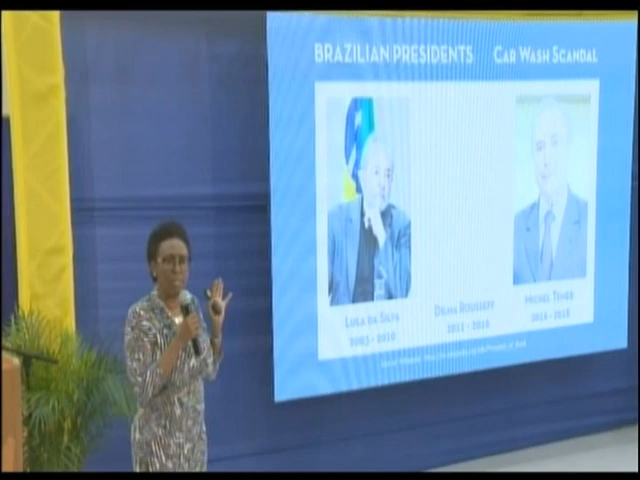 BRAZILIAN PRESIDENTS CAR WASH SCANDAL
LULA DA SILVA
2003 - 2010
DILMA ROUSSEFF
2011 - 2016
MICHEL TEMER
2016 - 2018